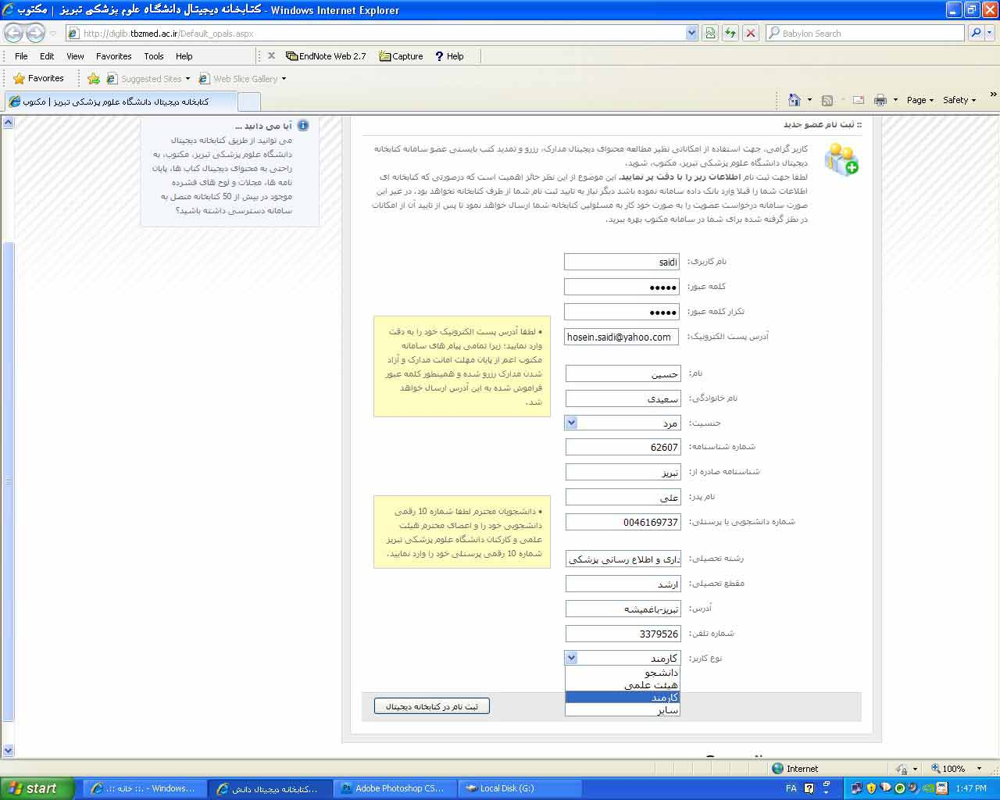 کتابخانه دیجیتال دانشگاه علوم پزشکی تبریز | مکتوب - Windows Internet Explorer
http://diglib.tbzmed.ac.ir/Default_opals.aspx
Babylon Search
File Edit View Favorites Tools Help
EndNote Web 2.7 Capture Help
Favorites Suggested Sites Web Slice Gallery
کتابخانه دیجیتال دانشگاه علوم پزشکی تبریز | مکتوب
Page Safety »
:: ثبت نام عضو جدید
کاربر گرامی، جهت استفاده از امکاناتی نظیر مطالعه محتوای دیجیتال مدارک، رزرو و تمدید کتب بایستی عضو سامانه کتابخانه
دیجیتال دانشگاه علوم پزشکی تبریز، مکتوب، شوید.
لطفا جهت ثبت نام اطلاعات زیر را با دقت پر نمایید. این موضوع از این نظر حائز اهمیت است که درصورتی که کتابخانه ای
اطلاعات شما را قبلا وارد بانک داده سامانه نموده باشد دیگر نیاز به تایید ثبت نام شما از طرف کتابخانه نخواهد بود. در غیر این
صورت سامانه درخواست عضویت را به صورت خود کار به مسئولین کتابخانه شما ارسال خواهد نمود تا پس از تایید آن از امکانات
در نظر گرفته شده برای شما در سامانه مکتوب بهره ببرید.
آیا می دانید ...
می توانید از طریق کتابخانه دیجیتال
دانشگاه علوم پزشکی تبریز، مکتوب، به
راحتی به محتوای دیجیتال کتاب ها، پایان
نامه ها، مجلات و لوح های فشرده
موجود در بیش از 50 کتابخانه متصل به
سامانه دسترسی داشته باشید؟
نام کاربری: saidi
کلمه عبور: •••••
تکرار کلمه عبور: •••••
آدرس پست الکترونیک: hosein.saidi@yahoo.com
• لطفا آدرس پست الکترونیک خود را به دقت
وارد نمایید؛ زیرا تمامی پیام های سامانه
مکتوب اعم از پایان مهلت امانت مدارک و آزاد
شدن مدارک رزرو شده و همینطور کلمه عبور
فراموش شده به این آدرس ارسال خواهد
شد.
نام: حسین
نام خانوادگی: سعیدی
جنسیت: مرد
شماره شناسنامه: 62607
شناسنامه صادره از: تبریز
نام پدر: علی
شماره دانشجویی یا پرسنلی: 0046169737
• دانشجویان محترم لطفا شماره 10 رقمی
دانشجویی خود را و اعضای محترم هیئت
علمی و کارکنان دانشگاه علوم پزشکی تبریز
شماره 10 رقمی پرسنلی خود را وارد نمایید.
رشته تحصیلی: داری و اطلاع رسانی پزشکی
مقطع تحصیلی: ارشد
آدرس: تبریز-باغمیشه
شماره تلفن: 3379526
نوع کاربر: کارمند
دانشجو
هیئت علمی
کارمند
سایر
ثبت نام در کتابخانه دیجیتال
Internet 100%
start
.:: خانه ::. - Windows...
کتابخانه دیجیتال دانش...
Adobe Photoshop CS...
Local Disk (G:)
FA
1:47 PM